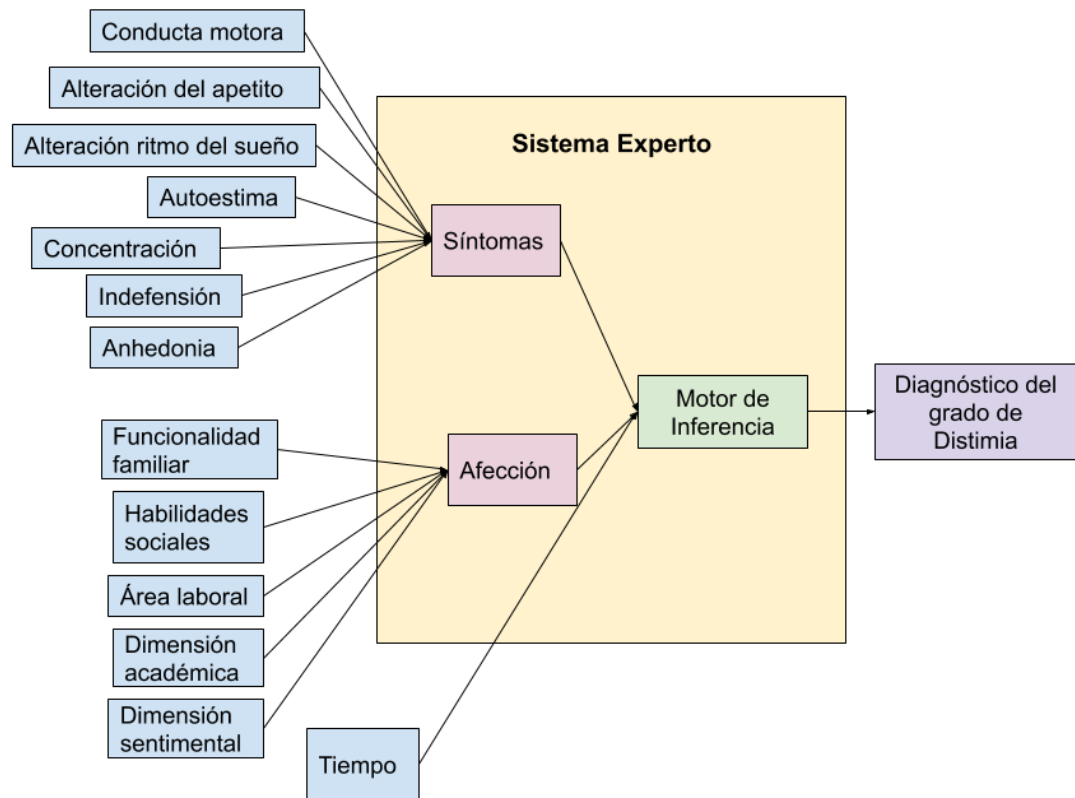 Conducta motora
Alteración del apetito
Alteración ritmo del sueño
Autoestima
Concentración
Indefensión
Anhedonia
Sistema Experto
Síntomas
Afección
Motor de
Inferencia
Diagnóstico del
grado de
Distimia
Funcionalidad
familiar
Habilidades
sociales
Área laboral
Dimensión
académica
Dimensión
sentimental
Tiempo